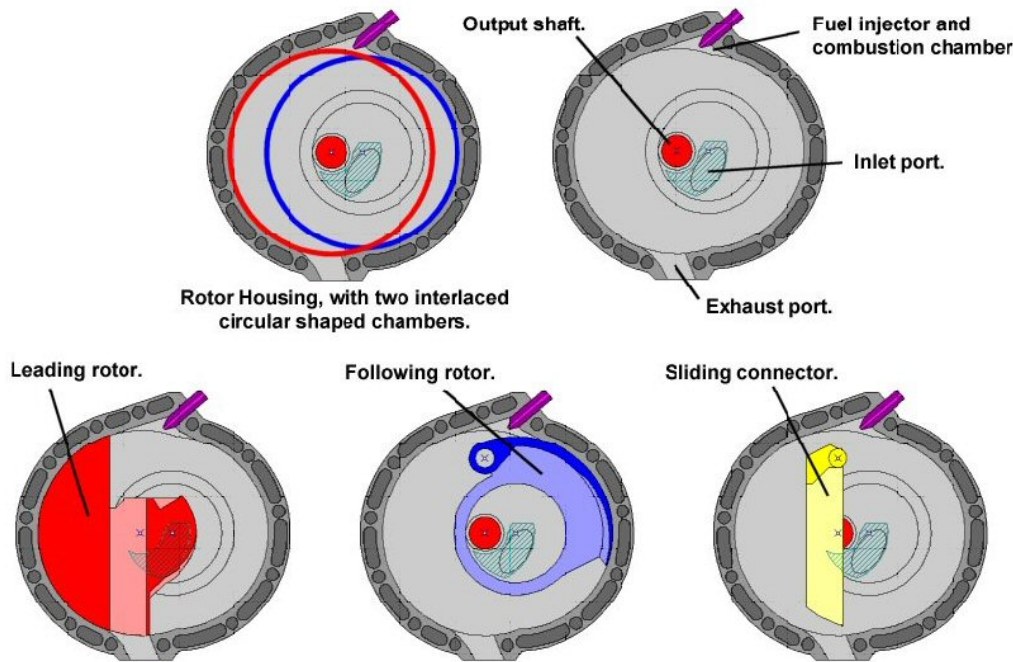 Output shaft.
Fuel injector and
combustion chamber
Inlet port.
Exhaust port.
Rotor Housing, with two interlaced
circular shaped chambers.
Leading rotor.
Following rotor.
Sliding connector.